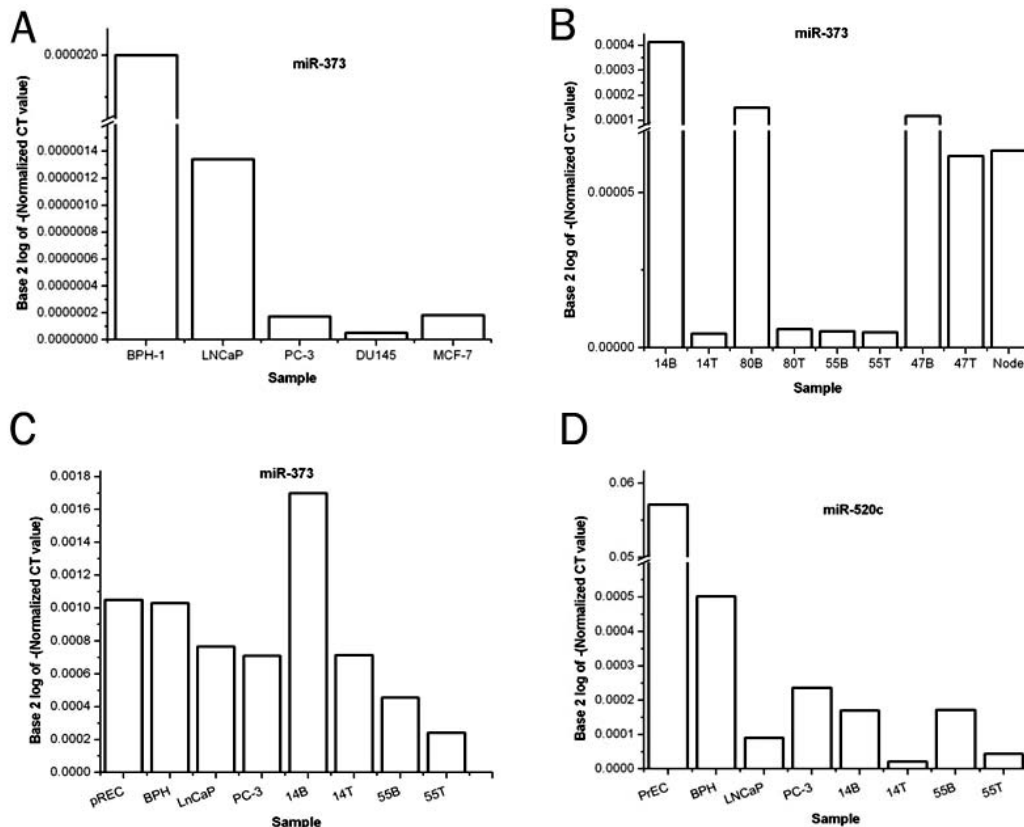 A
miR-373
Base 2 log of -(Normalized CT value)
0.000020
0.0000014
0.0000012
0.0000010
0.0000008
0.0000006
0.0000004
0.0000002
0.0000000
BPH-1 LNCaP PC-3 DU145 MCF-7
Sample
B
miR-373
Base 2 log of -(Normalized CT value)
0.0004
0.0003
0.0002
0.0001
0.00005
0.00000
14B 14T 80B 80T 55B 55T 47B 47T Node
Sample
C
miR-373
Base 2 log of -(Normalized CT value)
0.0018
0.0016
0.0014
0.0012
0.0010
0.0008
0.0006
0.0004
0.0002
0.0000
pREC BPH LnCaP PC-3 14B 14T 55B 55T
Sample
D
miR-520c
Base 2 log of -(Normalized CT value)
0.06
0.05
0.0005
0.0004
0.0003
0.0002
0.0001
0.0000
PrEC BPH LNCaP PC-3 14B 14T 55B 55T
Sample